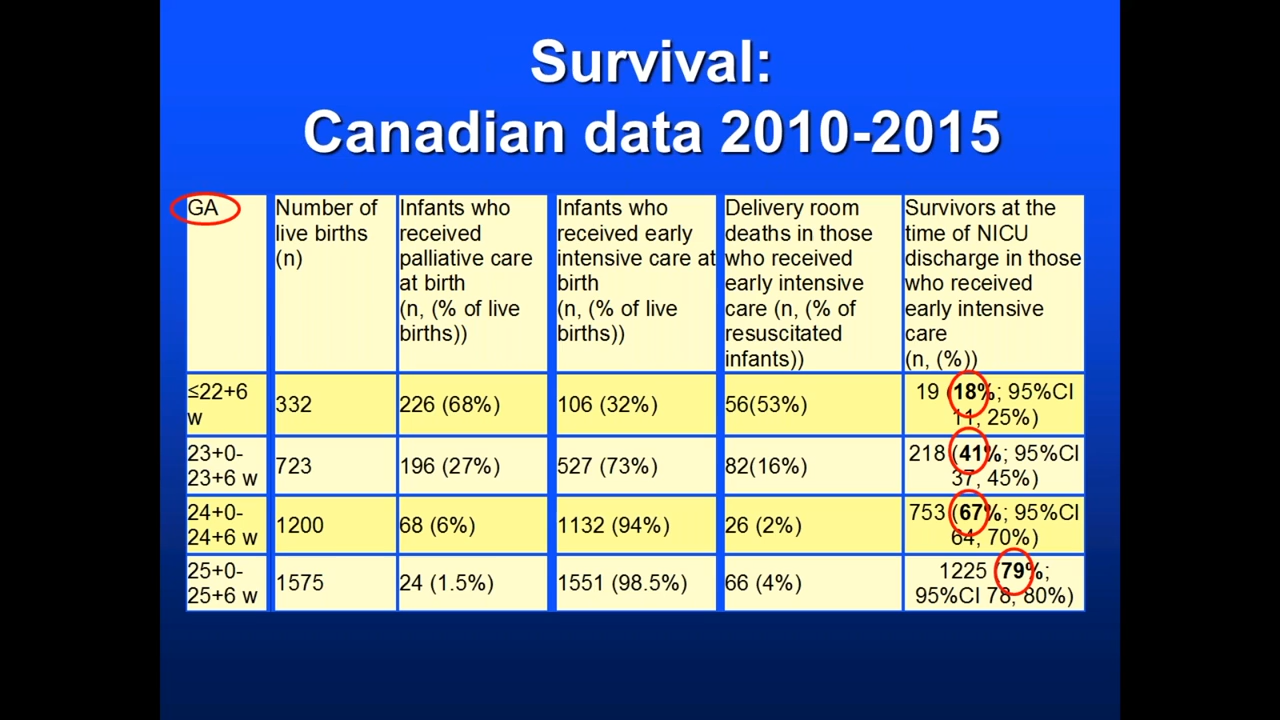 Survival:
Canadian data 2010-2015
GA
Number of
live births
(n)
Infants who
received
palliative care
at birth
(n, (% of live
births))
Infants who
received early
intensive care at
birth
(n, (% of live
births))
Delivery room
deaths in those
who received
early intensive
care (n, (% of
resuscitated
infants))
Survivors at the
time of NICU
discharge in those
who received
early intensive
care
(n, (%))
≤22+6
w
332
226 (68%)
106 (32%)
56(53%)
19 (18%; 95%CI
11, 25%)
23+0-
23+6 w
723
196 (27%)
527 (73%)
82(16%)
218 (41%; 95%CI
37, 45%)
24+0-
24+6 w
1200
68 (6%)
1132 (94%)
26 (2%)
753 (67%; 95%CI
64, 70%)
25+0-
25+6 w
1575
24 (1.5%)
1551 (98.5%)
66 (4%)
1225 (79%;
95%CI 78, 80%)